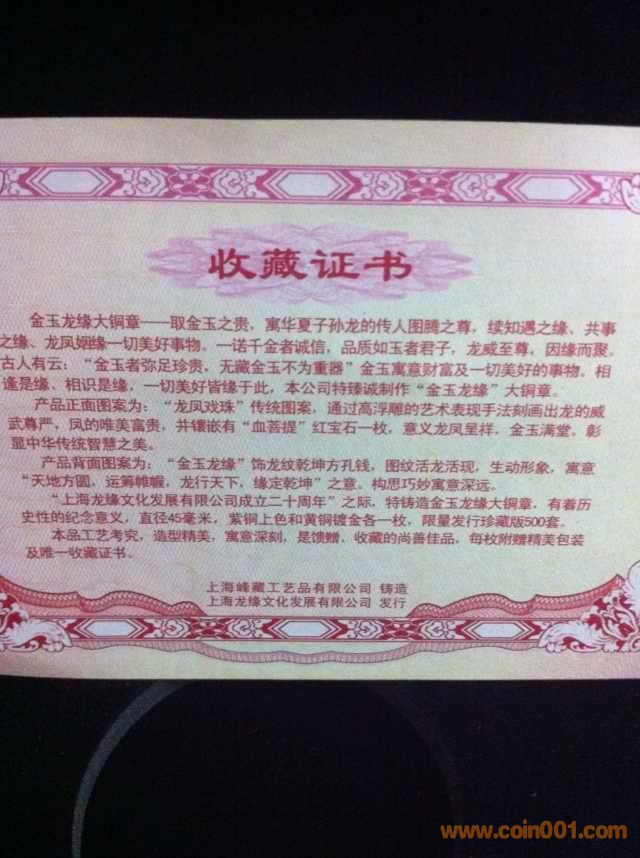 收藏证书
金玉龙缘大铜章——取金玉之贵，寓华夏子孙龙的传人图腾之尊，续知遇之缘、共事
之缘、龙凤姻缘一切美好事物。一诺千金者诚信，品质如玉者君子，龙威至尊，因缘而聚。
古人有云：“金玉者弥足珍贵，无藏金玉不为重器”金玉寓意财富及一切美好的事物。相
逢是缘、相识是缘，一切美好皆缘于此，本公司特臻诚制作“金玉龙缘”大铜章。
产品正面图案为：“龙凤戏珠”传统图案，通过高浮雕的艺术表现手法刻画出龙的威
武尊严，凤的唯美富贵，并镶嵌有“血菩提”红宝石一枚，意义龙凤呈祥，金玉满堂。彰
显中华传统智慧之美。
产品背面图案为：“金玉龙缘”饰龙纹乾坤方孔钱，图纹活龙活现，生动形象，寓意
“天地方圆，运筹帷幄，龙行天下，缘定乾坤”之意。构思巧妙寓意深远。
“上海龙缘文化发展有限公司成立二十周年”之际，特铸造金玉龙缘大铜章，有着历
史性的纪念意义，直径45毫米，紫铜上色和黄铜镀金各一枚，限量发行珍藏版500套。
本品工艺考究，造型精美，寓意深刻，是馈赠、收藏的尚善佳品，每枚附赠精美包装
及唯一收藏证书。
上海峰藏工艺品有限公司 铸造
上海龙缘文化发展有限公司 发行
www.coin001.com